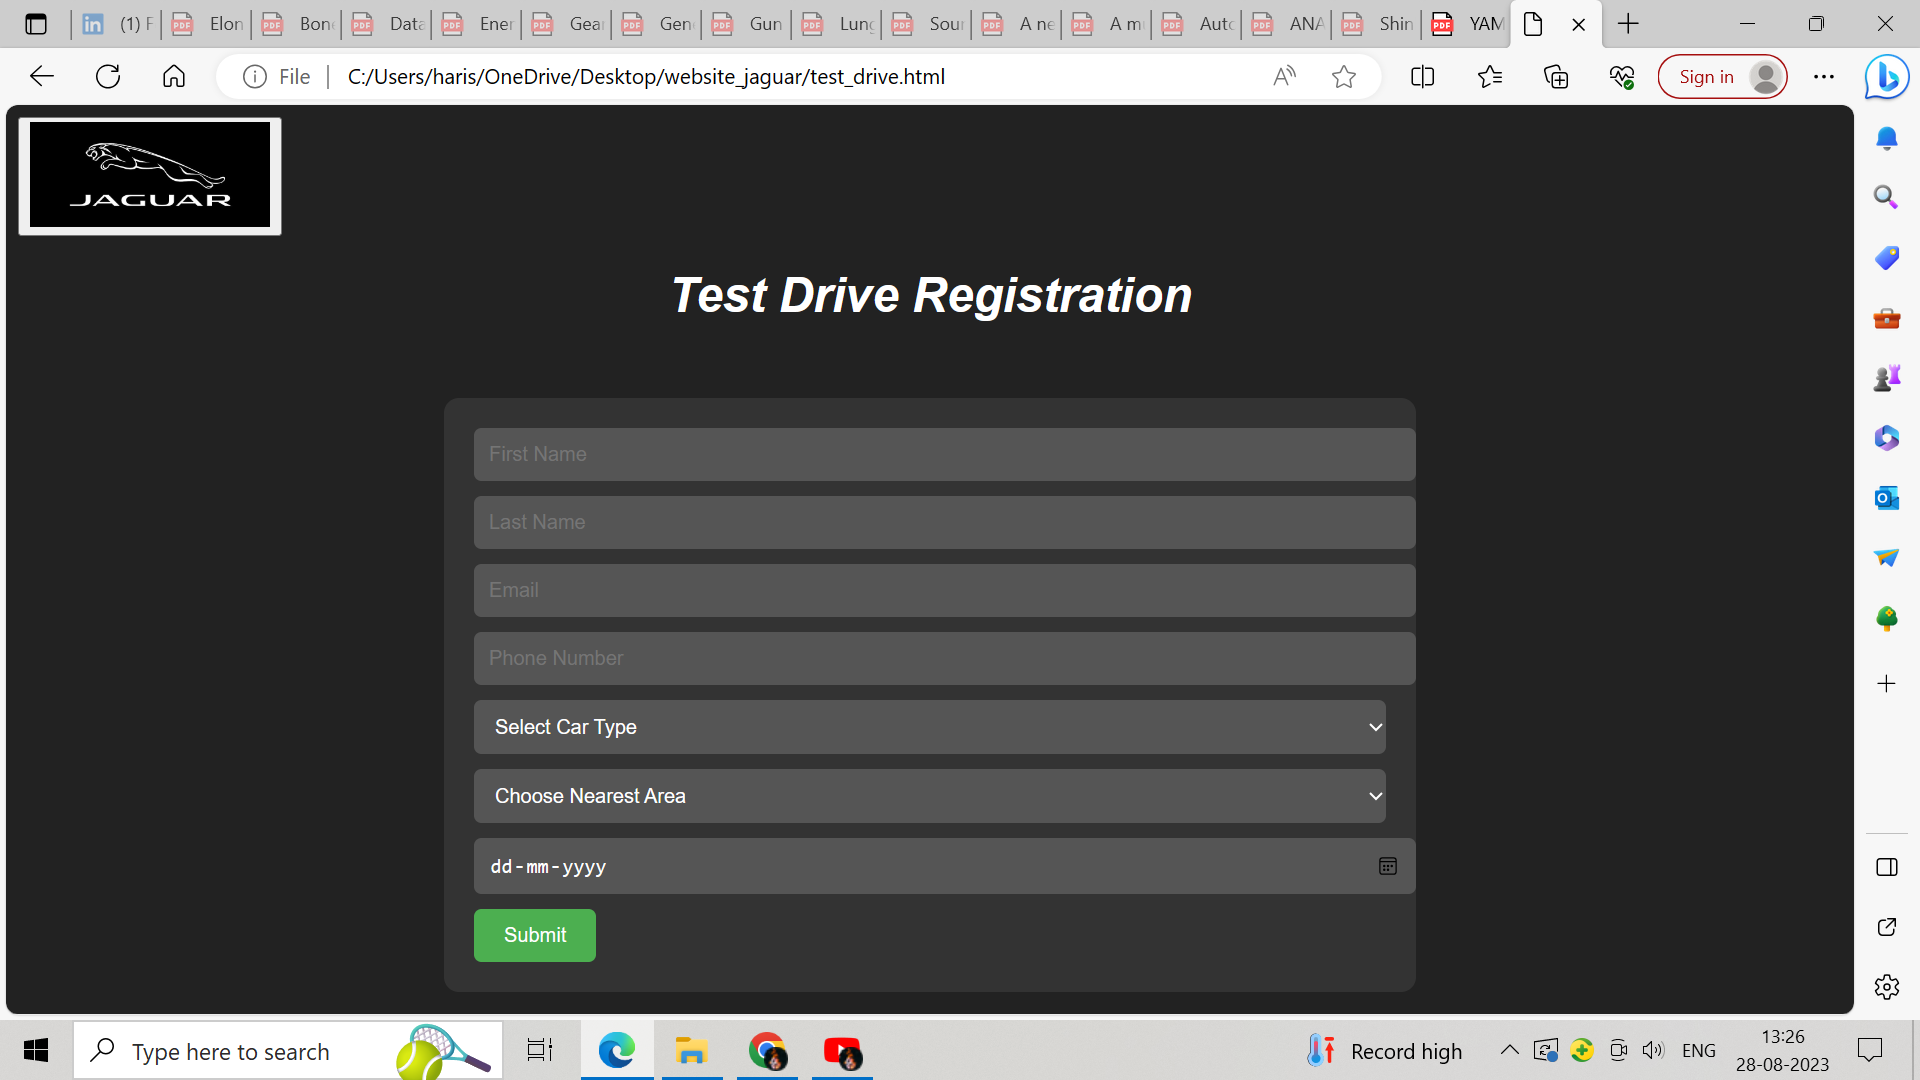 (1) F
Elon
Bon
Data
Ener
Gear
Gen
Gun
Lung
Sour
A ne
A m
Auto
ANA
Shin
YAM
File
C:/Users/haris/OneDrive/Desktop/website_jaguar/test_drive.html
Sign in
JAGUAR
Test Drive Registration
First Name
Last Name
Email
Phone Number
Select Car Type
Choose Nearest Area
dd-mm-yyyy
Submit
Type here to search
Record high
ENG
13:26
28-08-2023